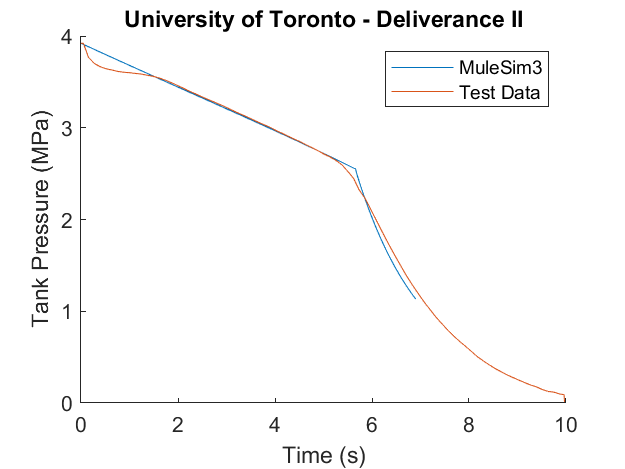 University of Toronto - Deliverance II
MuleSim3
Test Data
Tank Pressure (MPa)
4
3
2
1
0
0 2 4 6 8 10
Time (s)